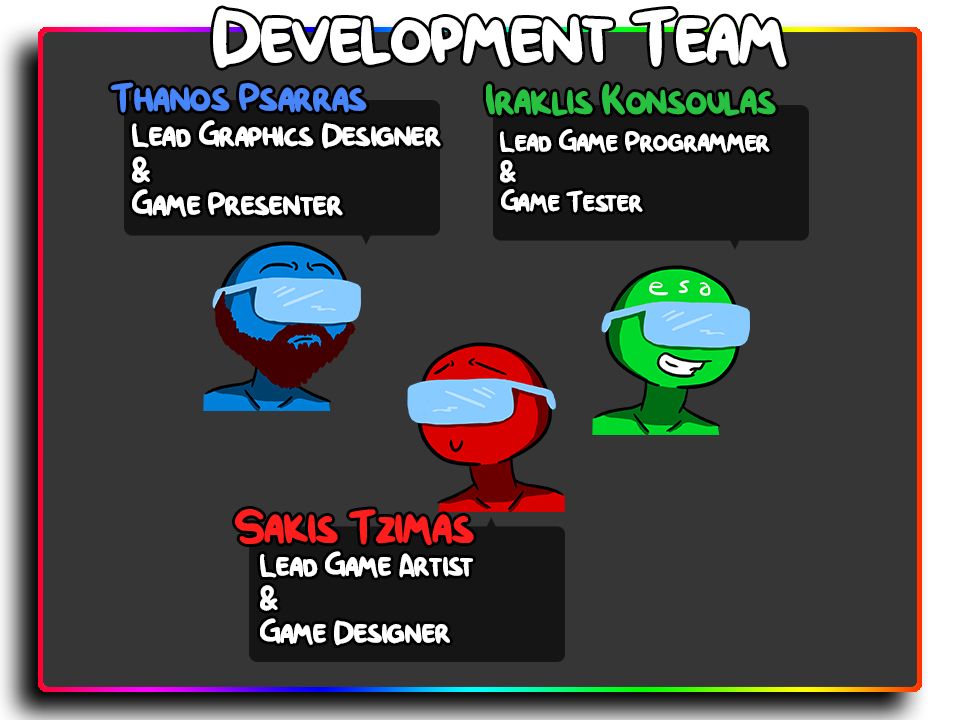 Development Team
Thanos Psarras
Lead Graphics Designer
&
Game Presenter
Iraklis Konsoulas
Lead Game Programmer
&
Game Tester
esa
Sakis Tzimas
Lead Game Artist
&
Game Designer